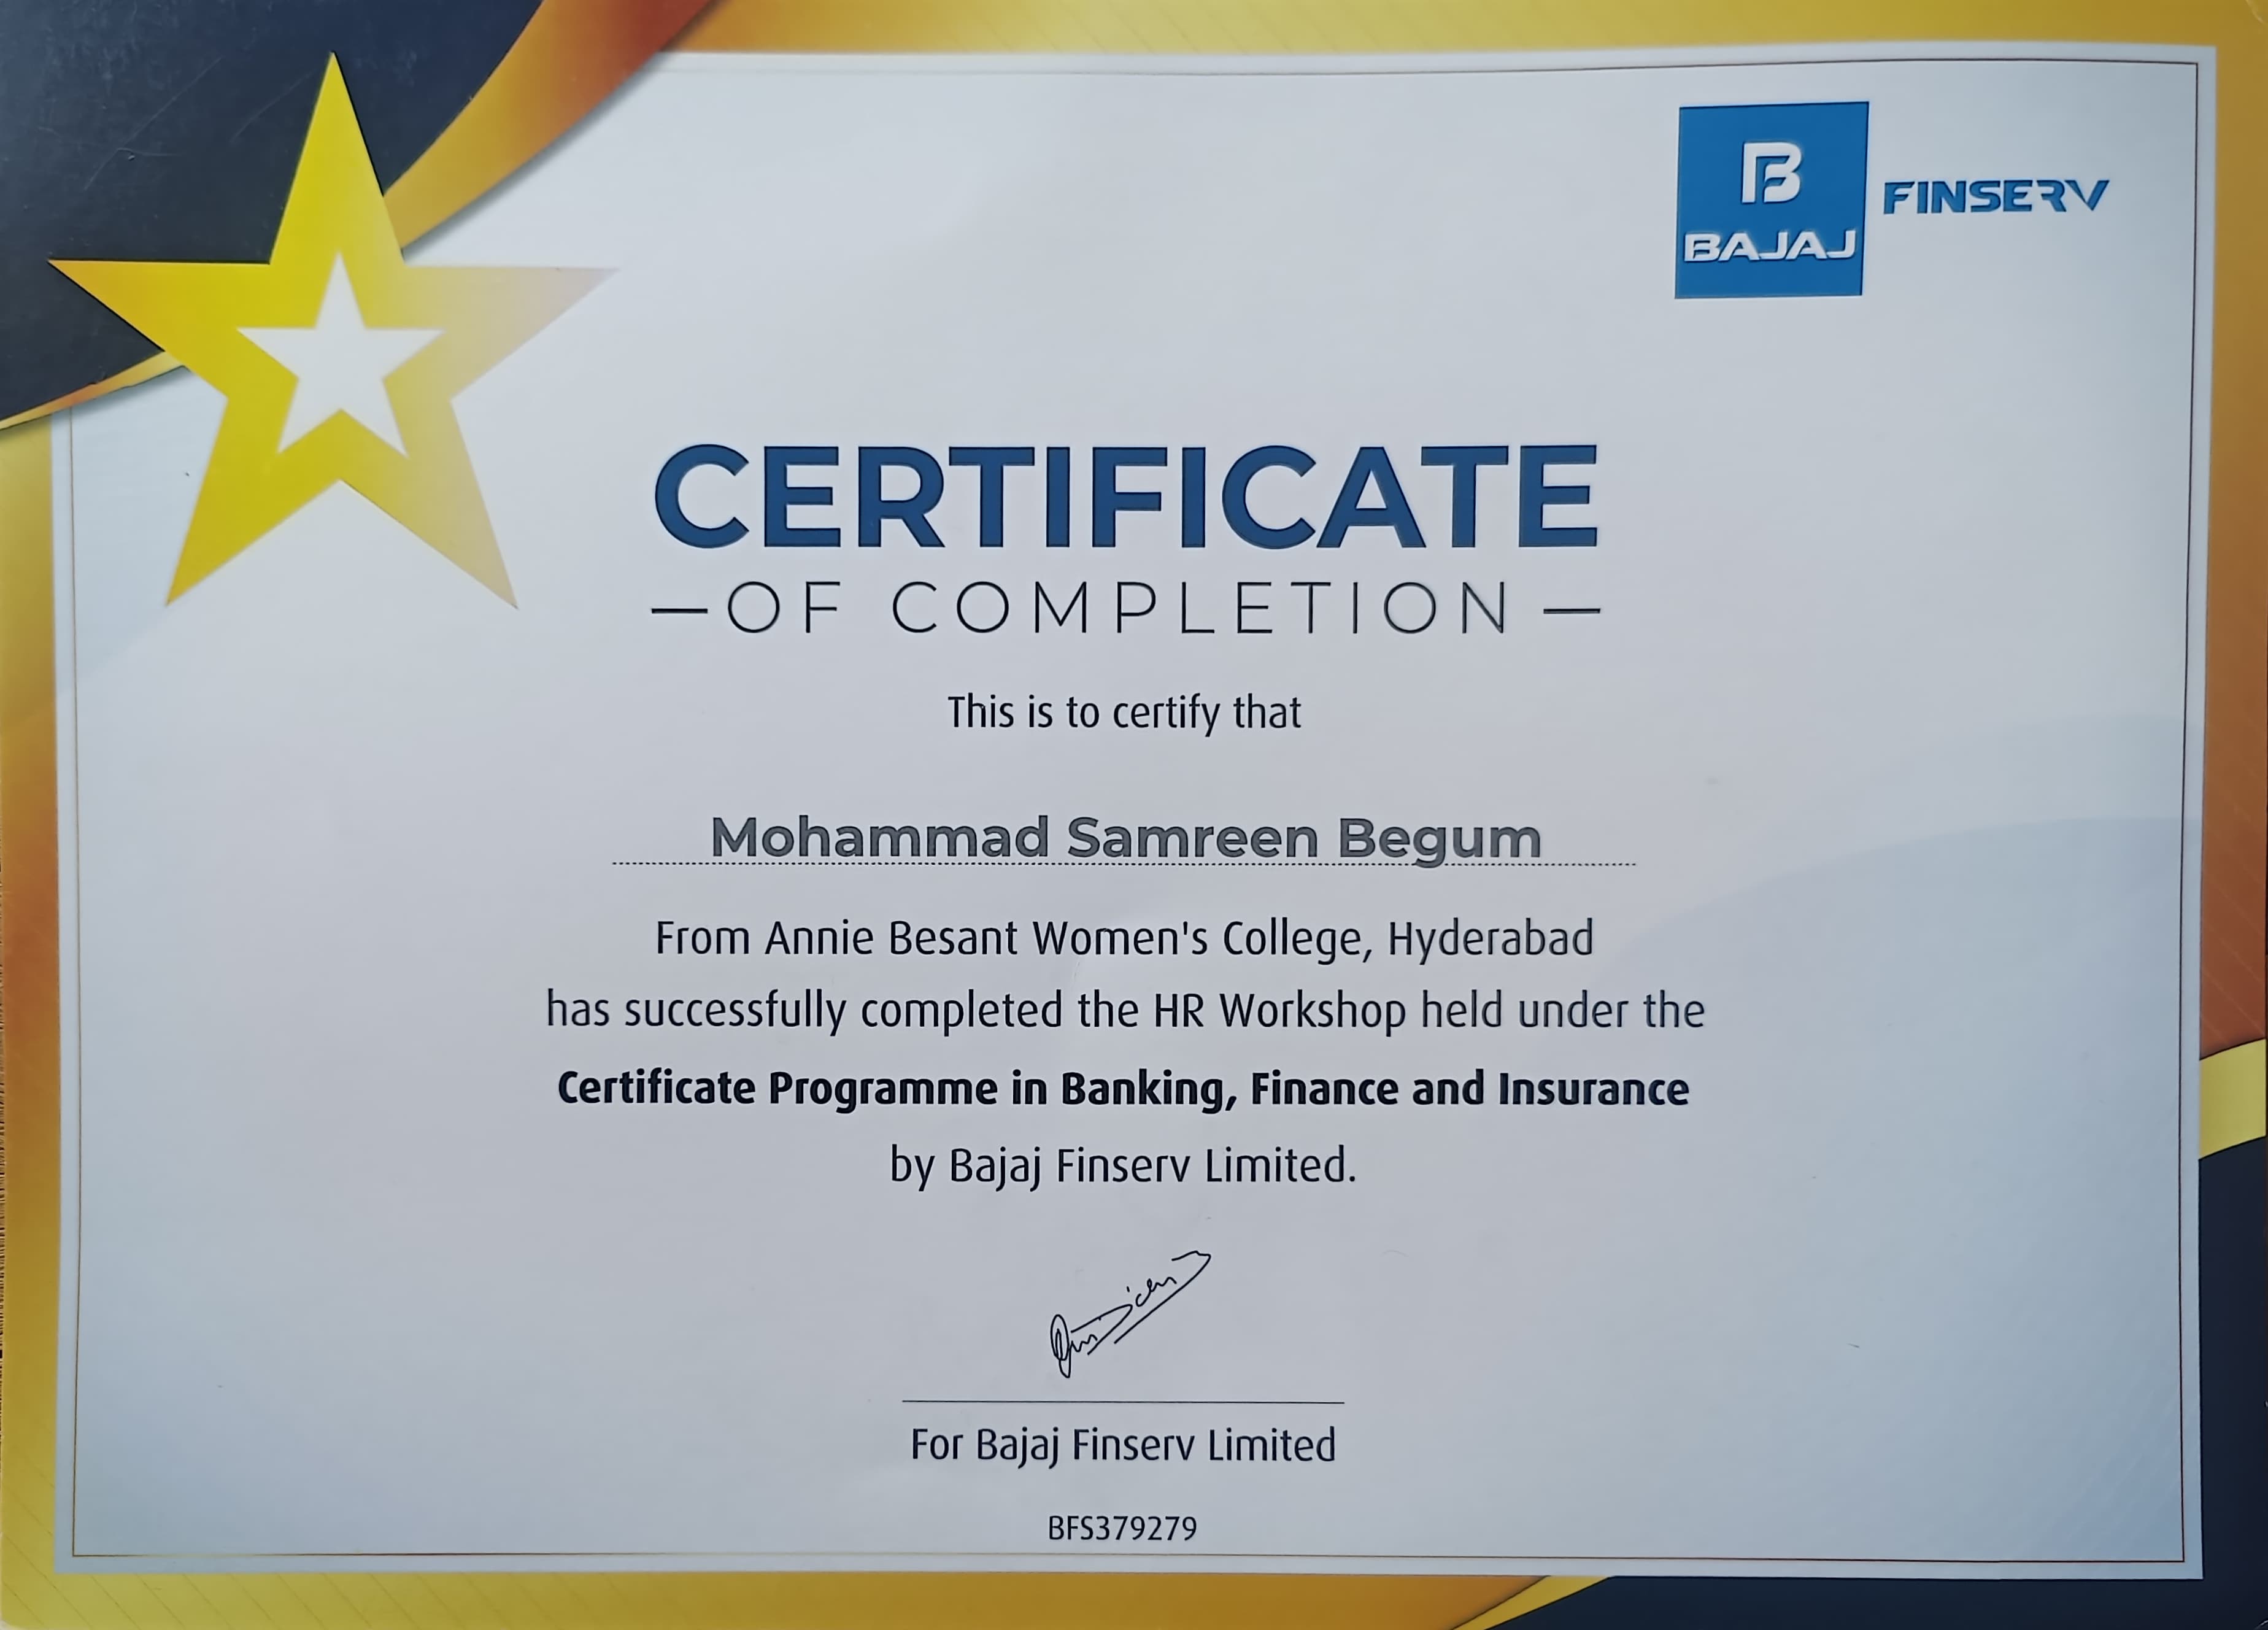 BAJAJ
FINSERV
CERTIFICATE
— OF COMPLETION —
This is to certify that
Mohammad Samreen Begum
From Annie Besant Women's College, Hyderabad
has successfully completed the HR Workshop held under the
Certificate Programme in Banking, Finance and Insurance
by Bajaj Finserv Limited.
For Bajaj Finserv Limited
BFS379279